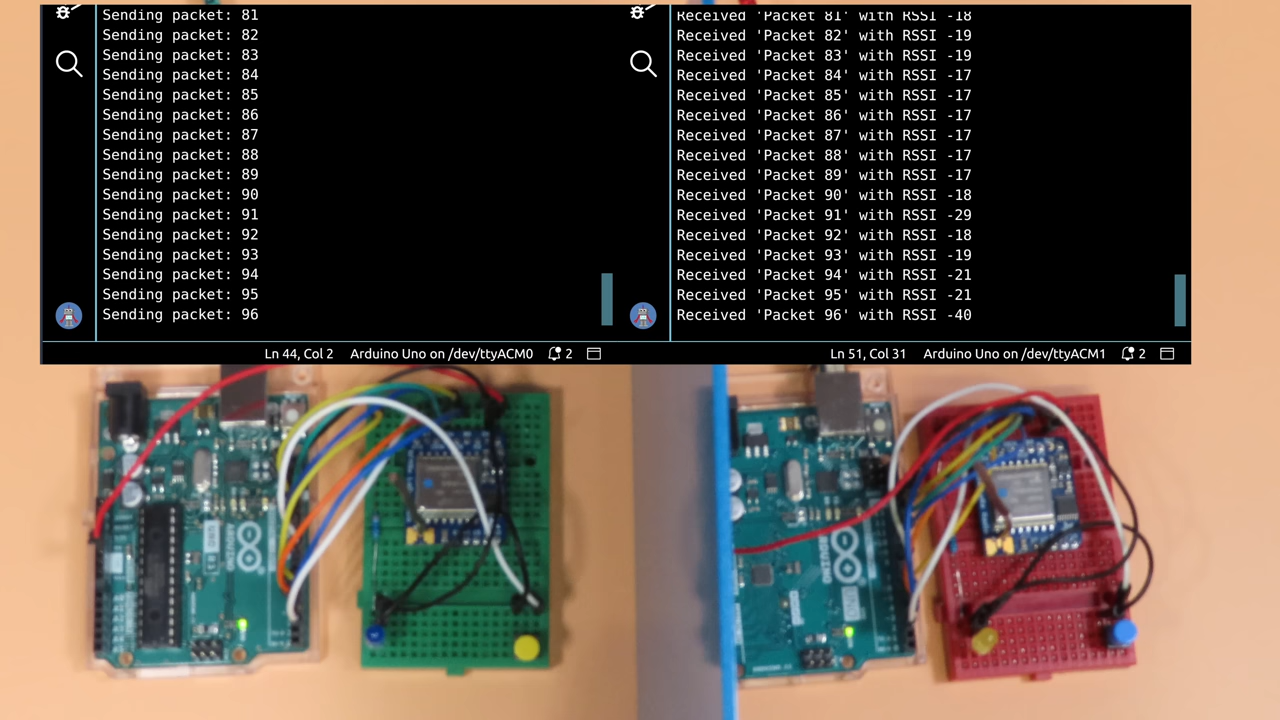 Sending packet: 81
Sending packet: 82
Sending packet: 83
Sending packet: 84
Sending packet: 85
Sending packet: 86
Sending packet: 87
Sending packet: 88
Sending packet: 89
Sending packet: 90
Sending packet: 91
Sending packet: 92
Sending packet: 93
Sending packet: 94
Sending packet: 95
Sending packet: 96
Ln 44, Col 2 Arduino Uno on /dev/ttyACM0 2
Received 'Packet 81' with RSSI -18
Received 'Packet 82' with RSSI -19
Received 'Packet 83' with RSSI -19
Received 'Packet 84' with RSSI -17
Received 'Packet 85' with RSSI -17
Received 'Packet 86' with RSSI -17
Received 'Packet 87' with RSSI -17
Received 'Packet 88' with RSSI -17
Received 'Packet 89' with RSSI -17
Received 'Packet 90' with RSSI -18
Received 'Packet 91' with RSSI -29
Received 'Packet 92' with RSSI -18
Received 'Packet 93' with RSSI -19
Received 'Packet 94' with RSSI -21
Received 'Packet 95' with RSSI -21
Received 'Packet 96' with RSSI -40
Ln 51, Col 31 Arduino Uno on /dev/ttyACM1 2
ARDUINO
ARDUINO